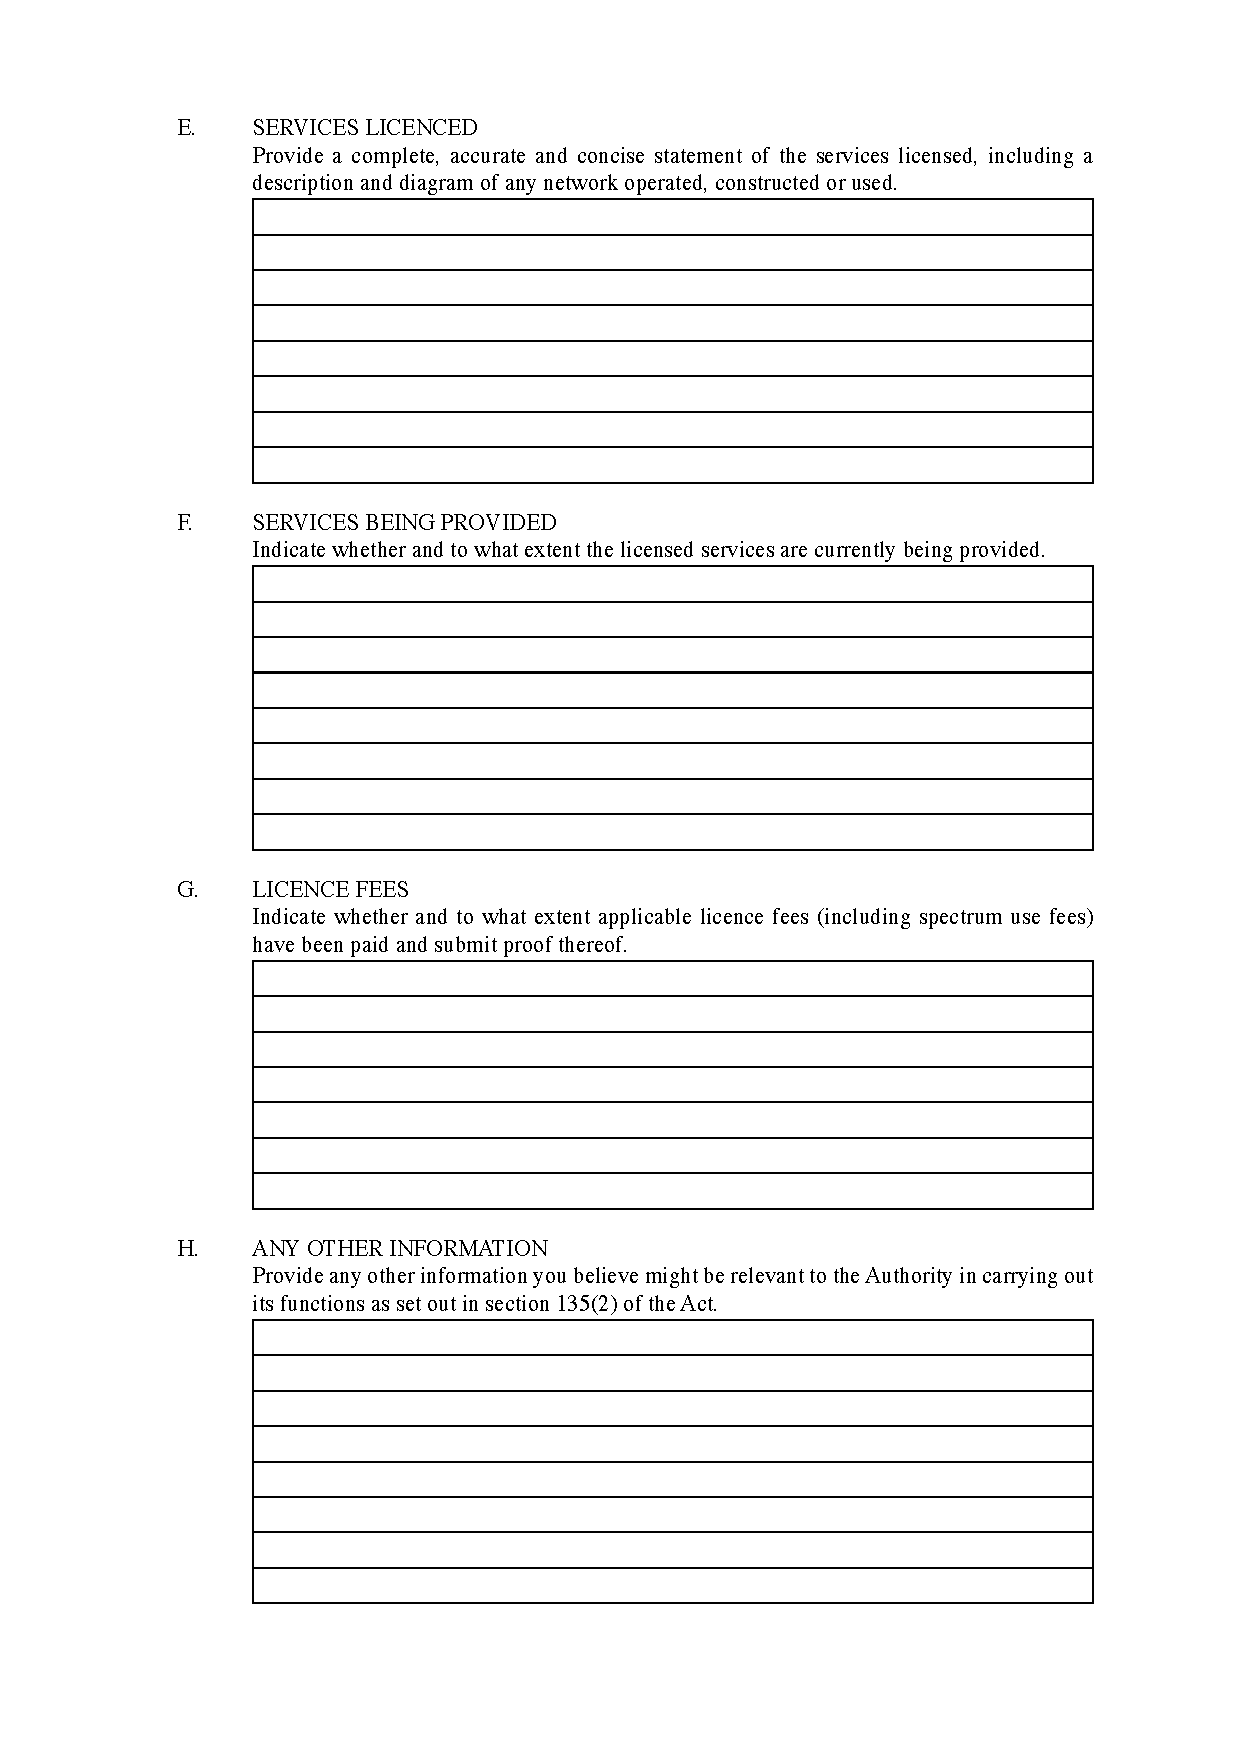 E. SERVICES LICENCED
Provide a complete, accurate and concise statement of the services licensed, including a
description and diagram of any network operated, constructed or used.
F. SERVICES BEING PROVIDED
Indicate whether and to what extent the licensed services are currently being provided.
G. LICENCE FEES
Indicate whether and to what extent applicable licence fees (including spectrum use fees)
have been paid and submit proof thereof.
H. ANY OTHER INFORMATION
Provide any other information you believe might be relevant to the Authority in carrying out
its functions as set out in section 135(2) of the Act.